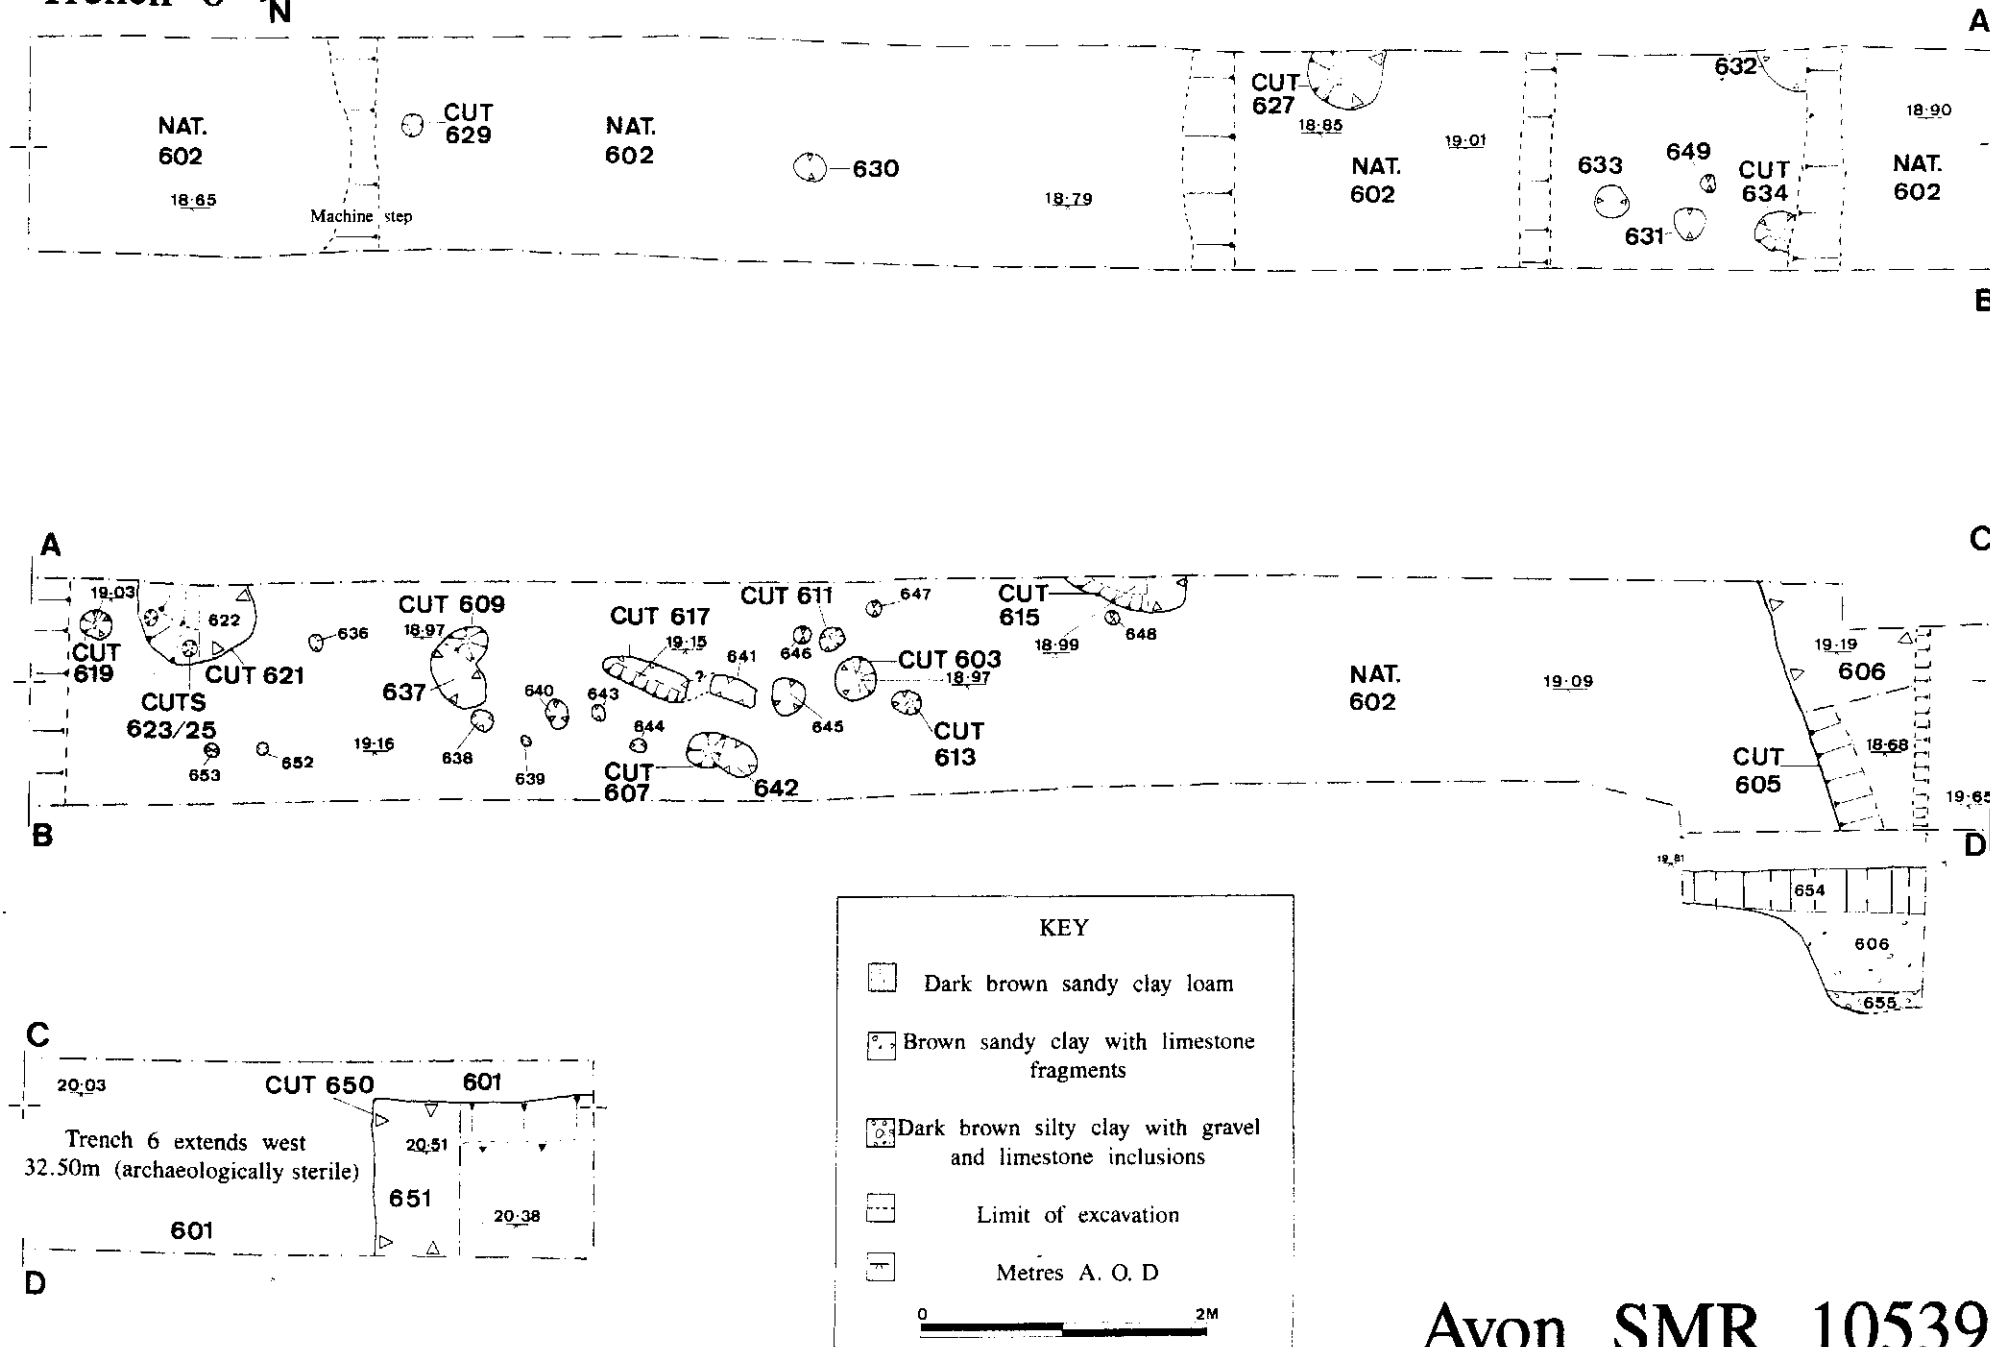 Trench 6
N
A
NAT.
602
18·65
Machine step
CUT
629
NAT.
602
630
18·79
CUT
627
18·85
19·01
NAT.
602
632
633
649
631
CUT
634
18·90
NAT.
602
B
A
C
19·03
CUT
619
622
CUT 621
CUTS
623/25
653
652
636
19·16
CUT 609
18·97
637
638
639
640
643
644
CUT 617
19·15
?
641
CUT
607
642
645
CUT 611
646
647
CUT 603
18·97
CUT
613
CUT
615
18·99
648
NAT.
602
19·09
19·19
606
CUT
605
18·68
19·65
B
D
19·81
654
606
655
C
20·03
CUT 650
601
Trench 6 extends west
32.50m (archaeologically sterile)
20·51
651
20·38
601
D
KEY
Dark brown sandy clay loam
Brown sandy clay with limestone
fragments
Dark brown silty clay with gravel
and limestone inclusions
Limit of excavation
Metres A. O. D
0 2M
Avon SMR 10539